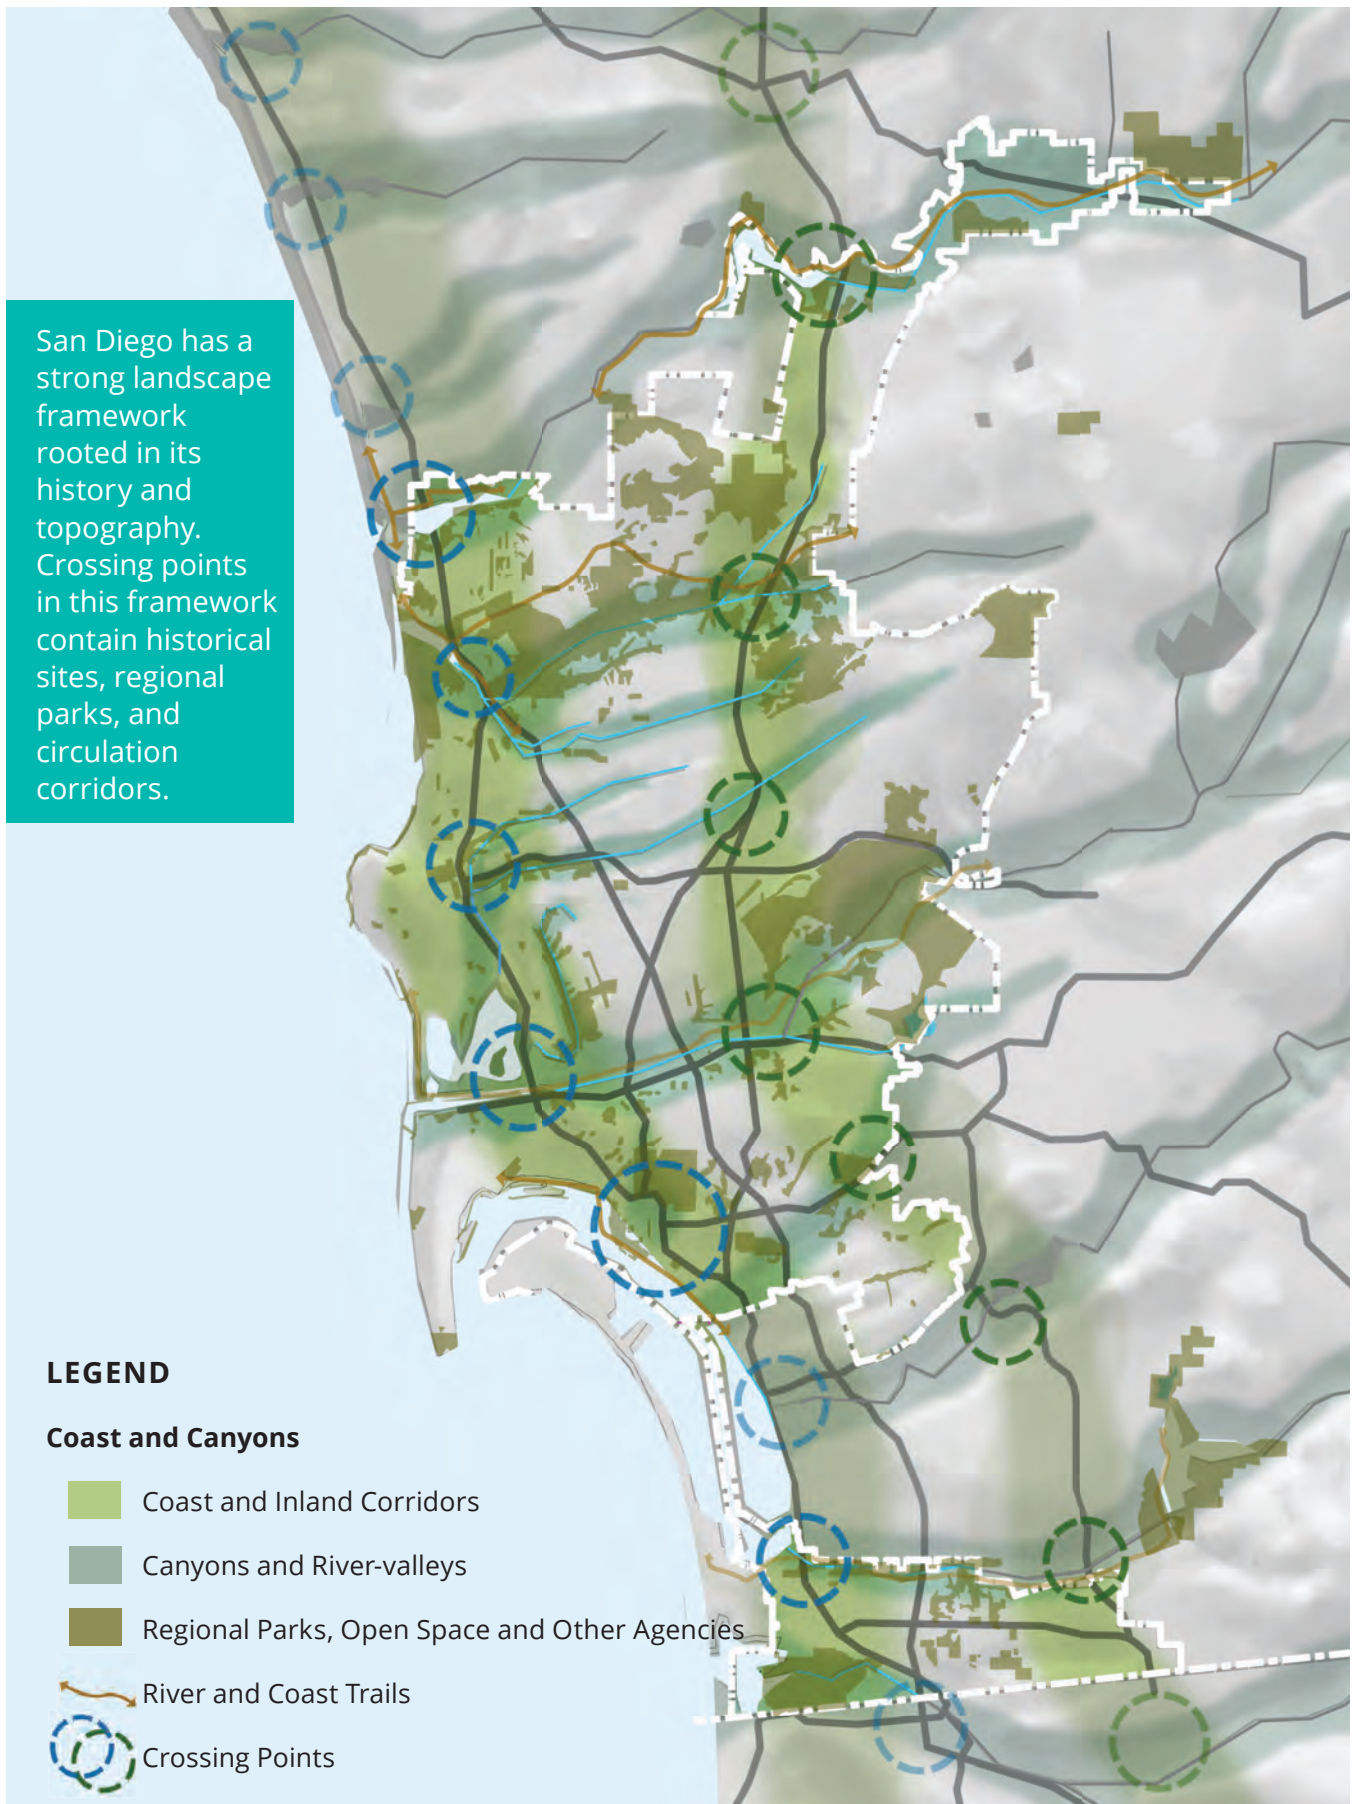 San Diego has a
strong landscape
framework
rooted in its
history and
topography.
Crossing points
in this framework
contain historical
sites, regional
parks, and
circulation
corridors.
LEGEND
Coast and Canyons
Coast and Inland Corridors
Canyons and River-valleys
Regional Parks, Open Space and Other Agencies
River and Coast Trails
Crossing Points